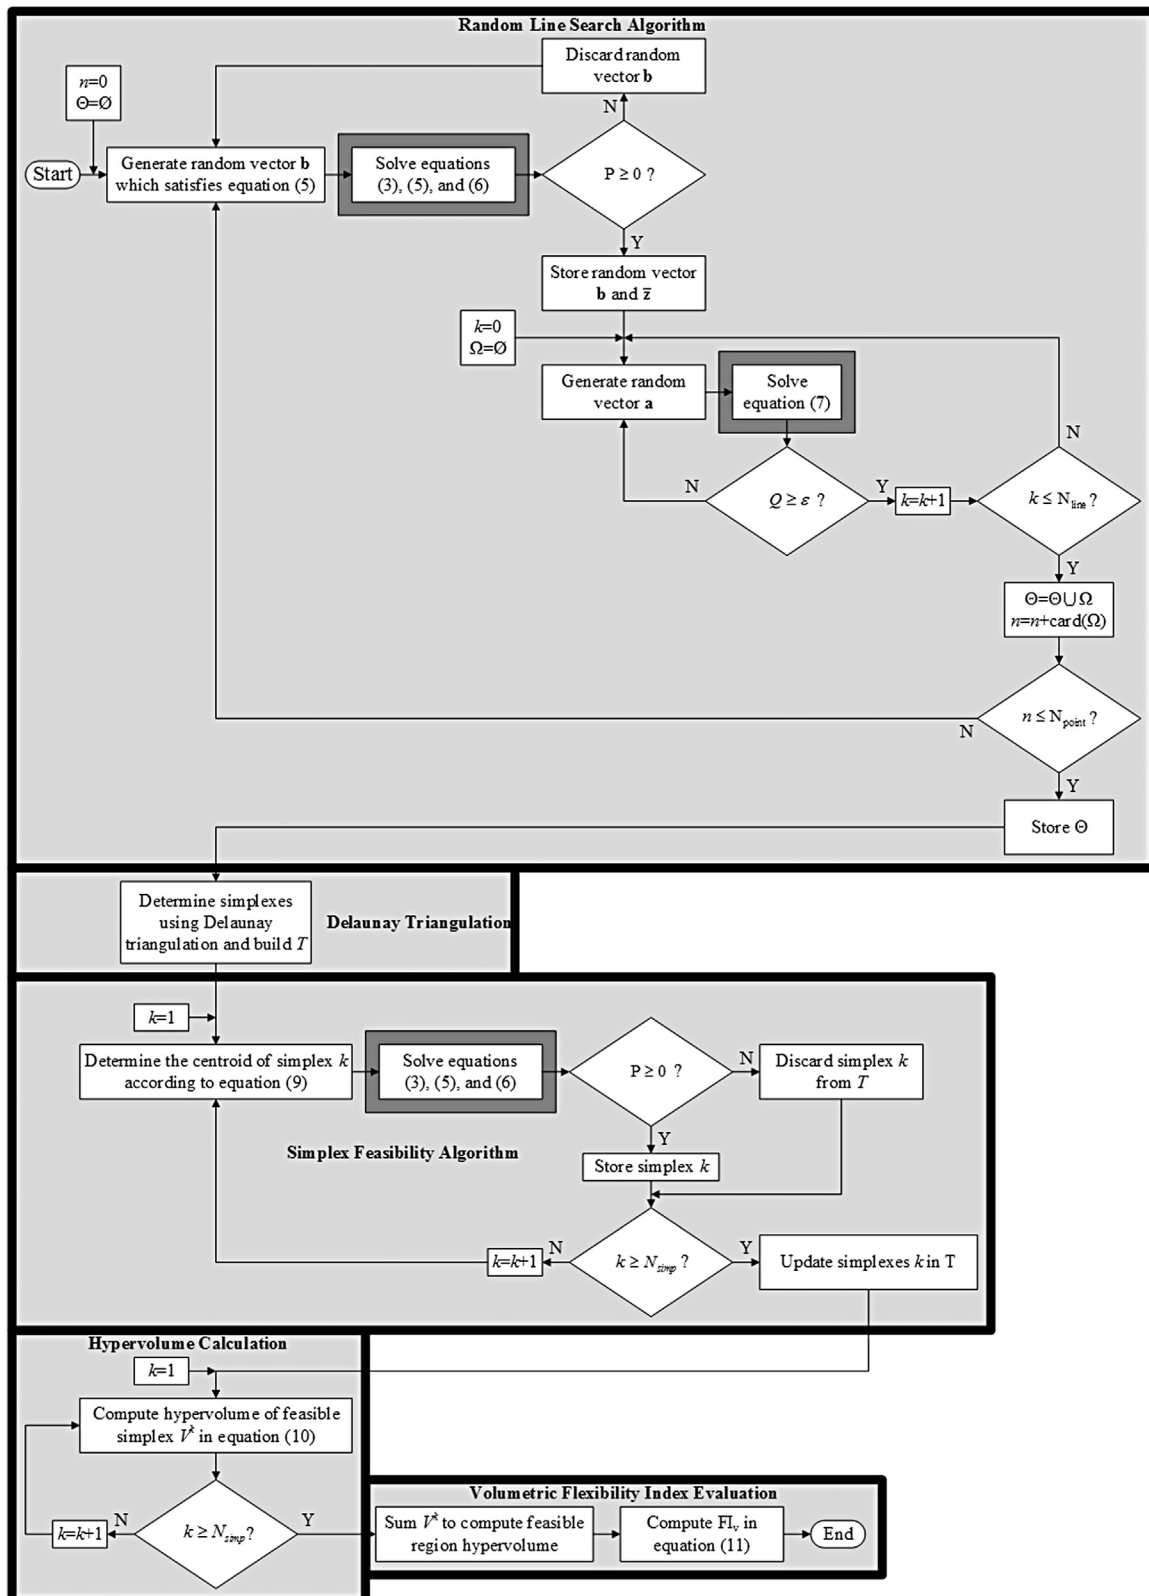 Random Line Search Algorithm
Discard random
vector b
n=0
Θ=Ø
N
Start
Generate random vector b
which satisfies equation (5)
Solve equations
(3), (5), and (6)
P ≥ 0 ?
Y
Store random vector
b and z̄
k=0
Ω=Ø
Generate random
vector a
Solve
equation (7)
N
N
Q ≥ ε ?
Y
k=k+1
k ≤ N_line ?
Y
Θ=Θ⋃Ω
n=n+card(Ω)
n ≤ N_point ?
N
Y
Store Θ
Determine simplexes
using Delaunay
triangulation and build T
Delaunay Triangulation
k=1
Determine the centroid of simplex k
according to equation (9)
Solve equations
(3), (5), and (6)
P ≥ 0 ?
N
Discard simplex k
from T
Y
Simplex Feasibility Algorithm
Store simplex k
k=k+1
N
k ≥ N_simp ?
Y
Update simplexes k in T
Hypervolume Calculation
k=1
Compute hypervolume of feasible
simplex V^k in equation (10)
k=k+1
N
k ≥ N_simp?
Y
Volumetric Flexibility Index Evaluation
Sum V^k to compute feasible
region hypervolume
Compute FI_v in
equation (11)
End